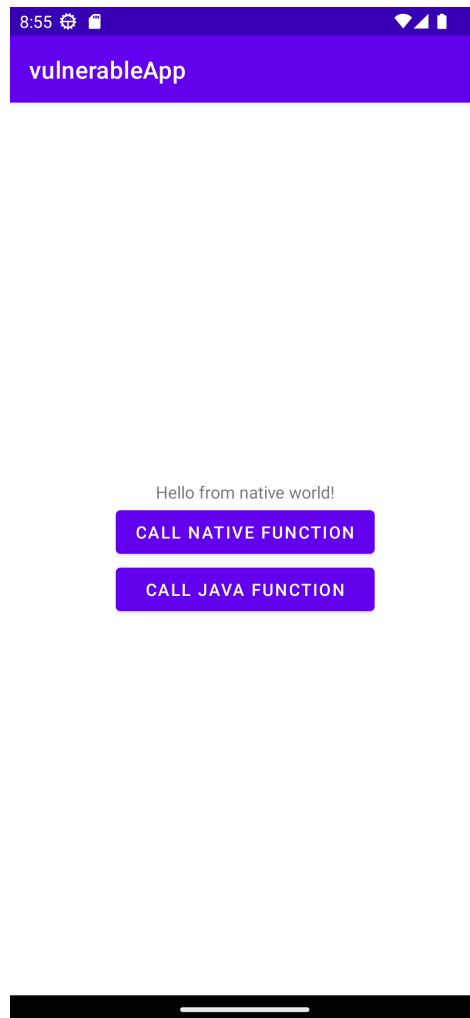 8:55
vulnerableApp
Hello from native world!
CALL NATIVE FUNCTION
CALL JAVA FUNCTION